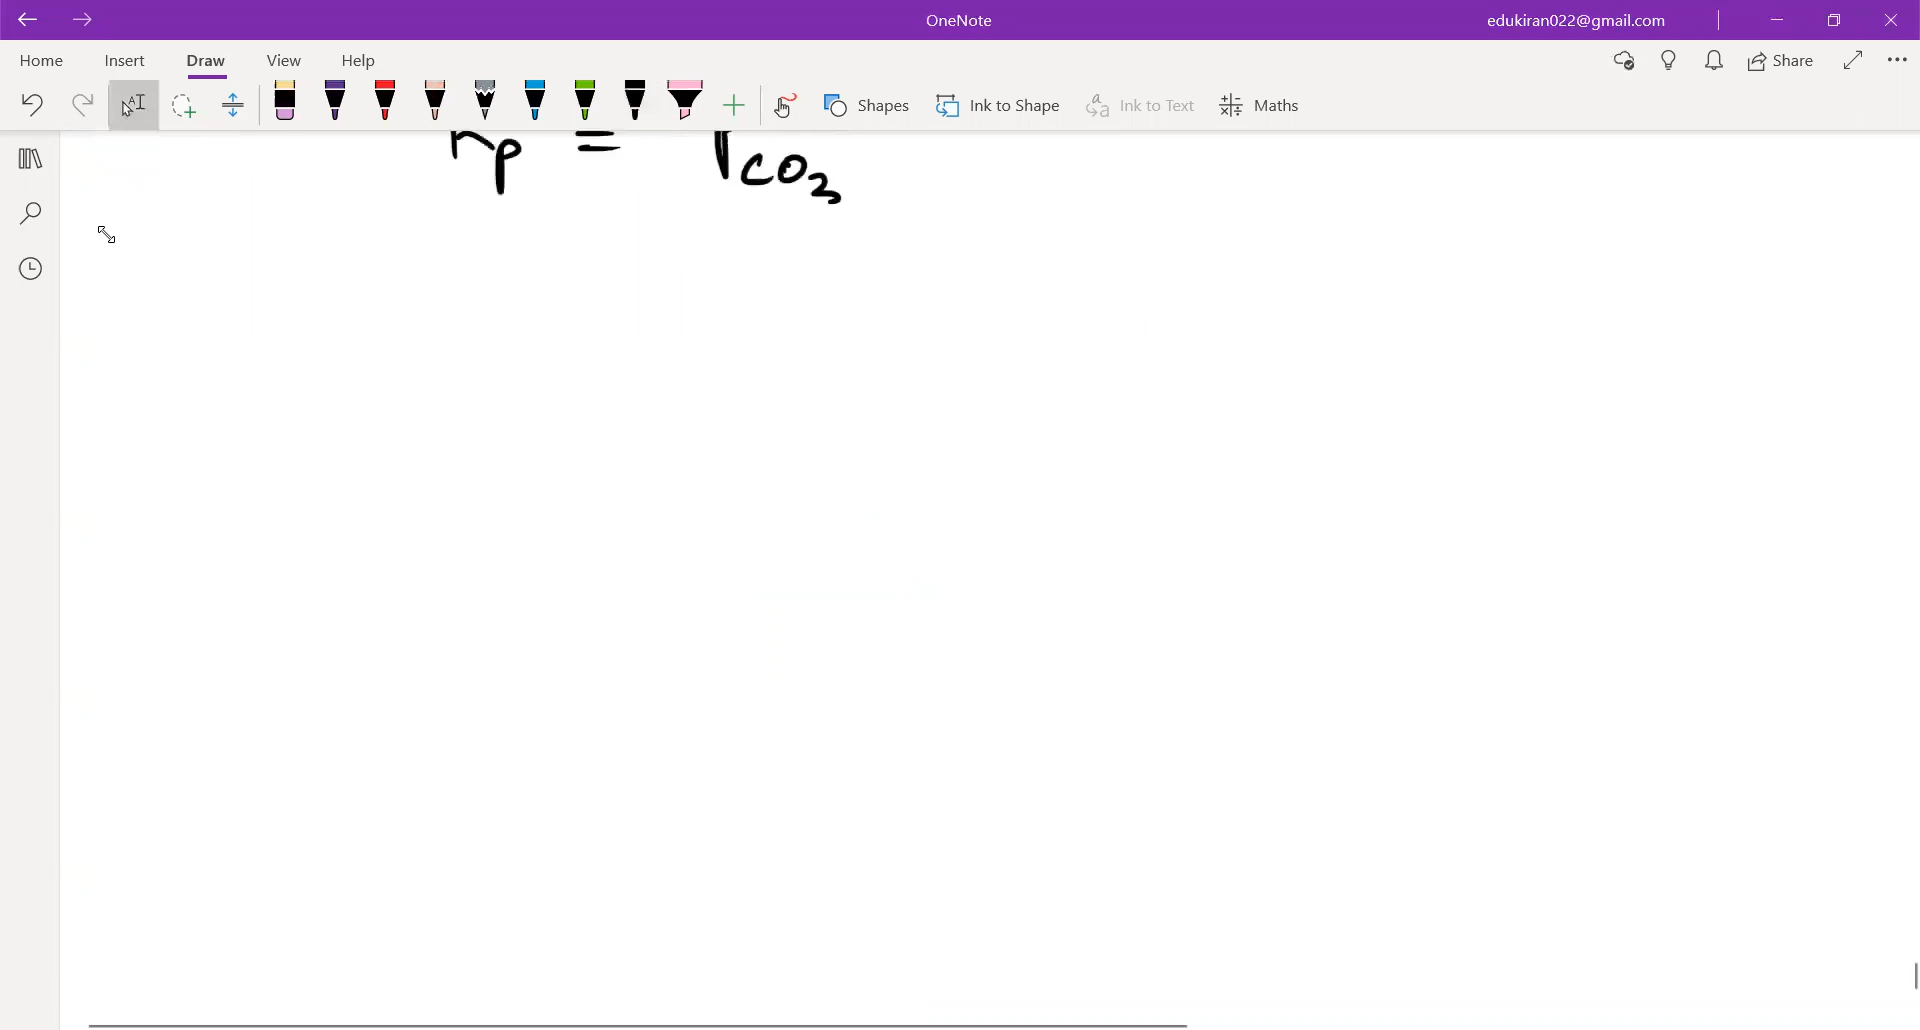 OneNote
edukiran022@gmail.com
Home Insert Draw View Help
Share
Shapes Ink to Shape Ink to Text Maths
Kp = PCO2